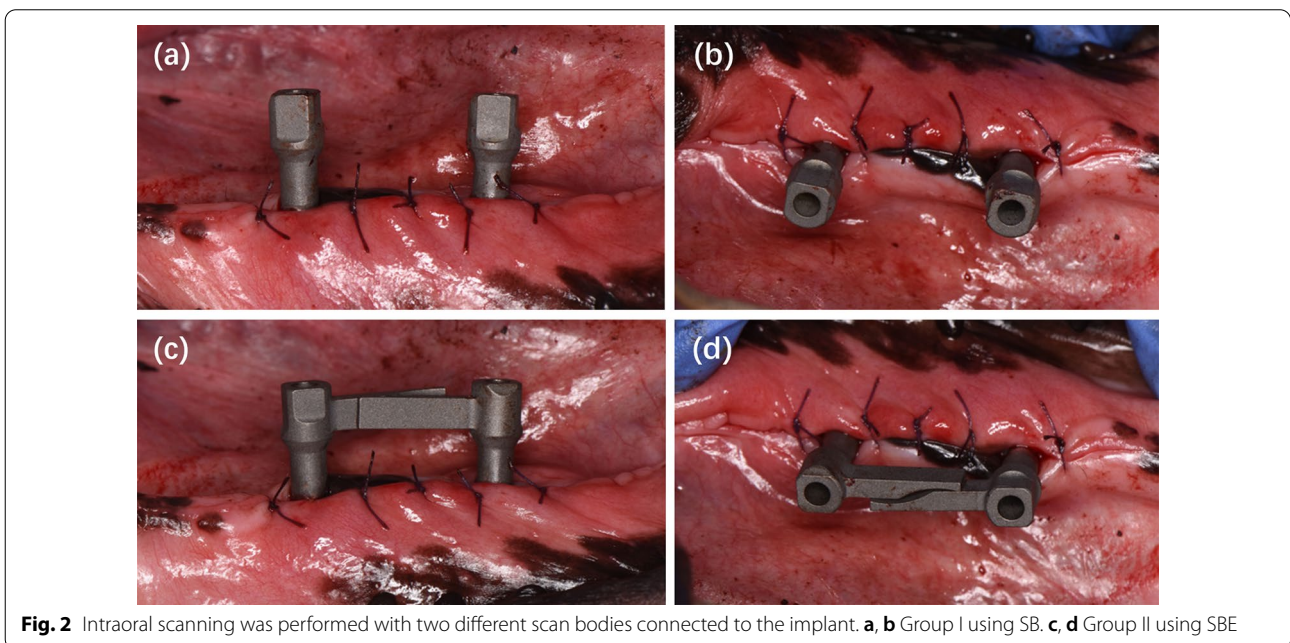 (a)
(b)
(c)
(d)
Fig. 2 Intraoral scanning was performed with two different scan bodies connected to the implant. a, b Group I using SB. c, d Group II using SBE